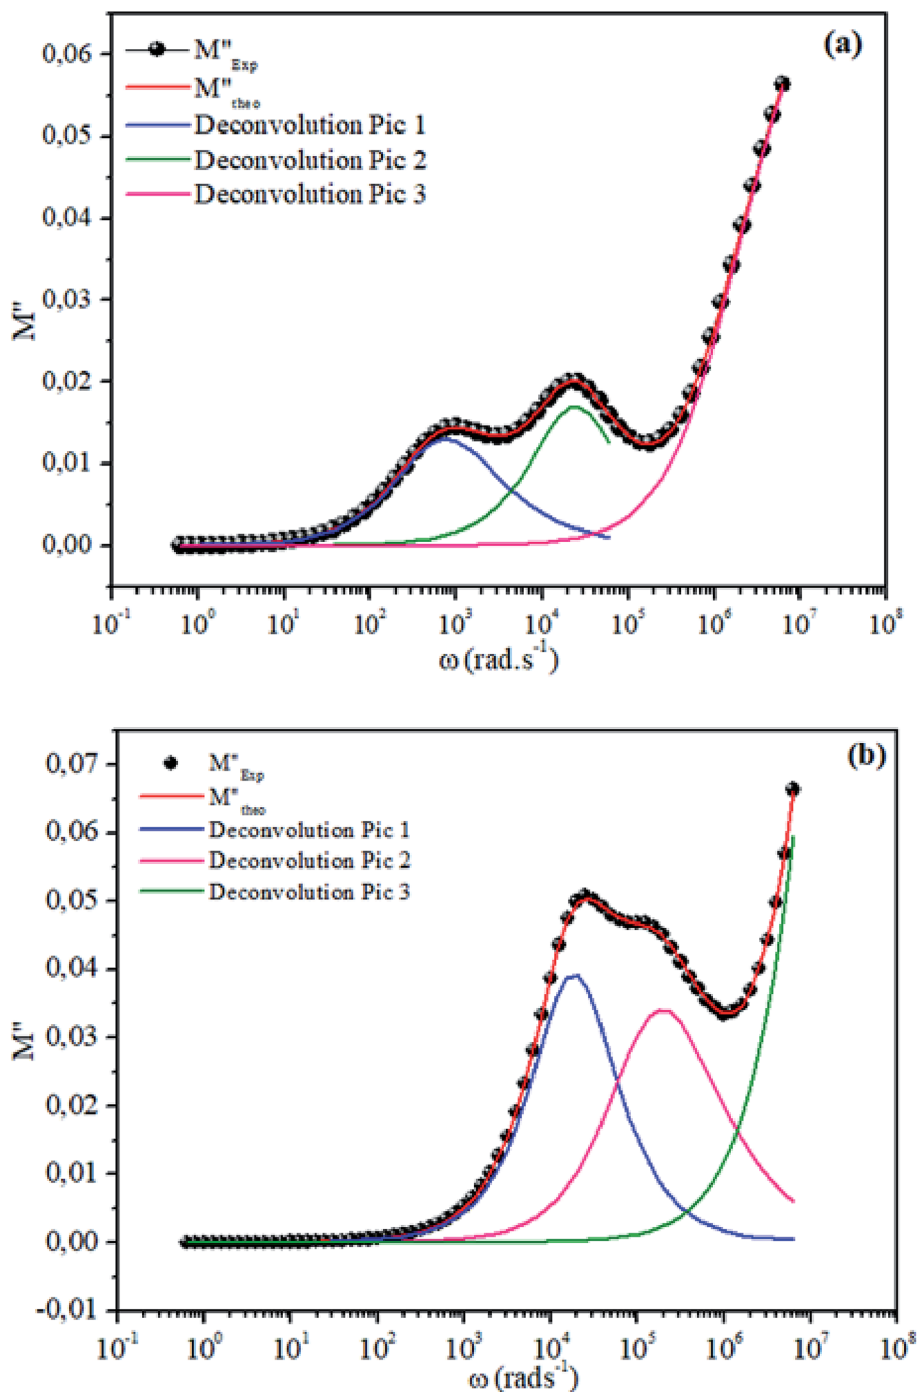 (a)
M"Exp
M"theo
Deconvolution Pic 1
Deconvolution Pic 2
Deconvolution Pic 3
0,06
0,05
0,04
0,03
0,02
0,01
0,00
M"
10-1 100 101 102 103 104 105 106 107 108
ω (rad.s-1)
(b)
M"Exp
M"theo
Deconvolution Pic 1
Deconvolution Pic 2
Deconvolution Pic 3
0,07
0,06
0,05
0,04
0,03
0,02
0,01
0,00
-0,01
M"
10-1 100 101 102 103 104 105 106 107 108
ω (rads-1)